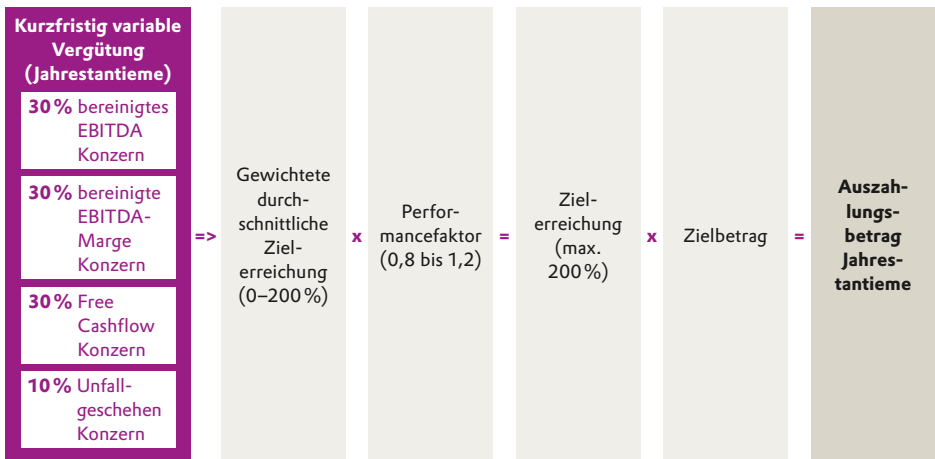 Kurzfristig variable
Vergütung
(Jahrestantieme)
30 % bereinigtes
EBITDA
Konzern
30 % bereinigte
EBITDA-
Marge
Konzern
30 % Free
Cashflow
Konzern
10 % Unfall-
geschehen
Konzern
=>
Gewichtete
durch-
schnittliche
Ziel-
erreichung
(0–200 %)
x
Perfor-
mancefaktor
(0,8 bis 1,2)
=
Ziel-
erreichung
(max.
200 %)
x
Zielbetrag
=
Auszah-
lungs-
betrag
Jahres-
tantieme